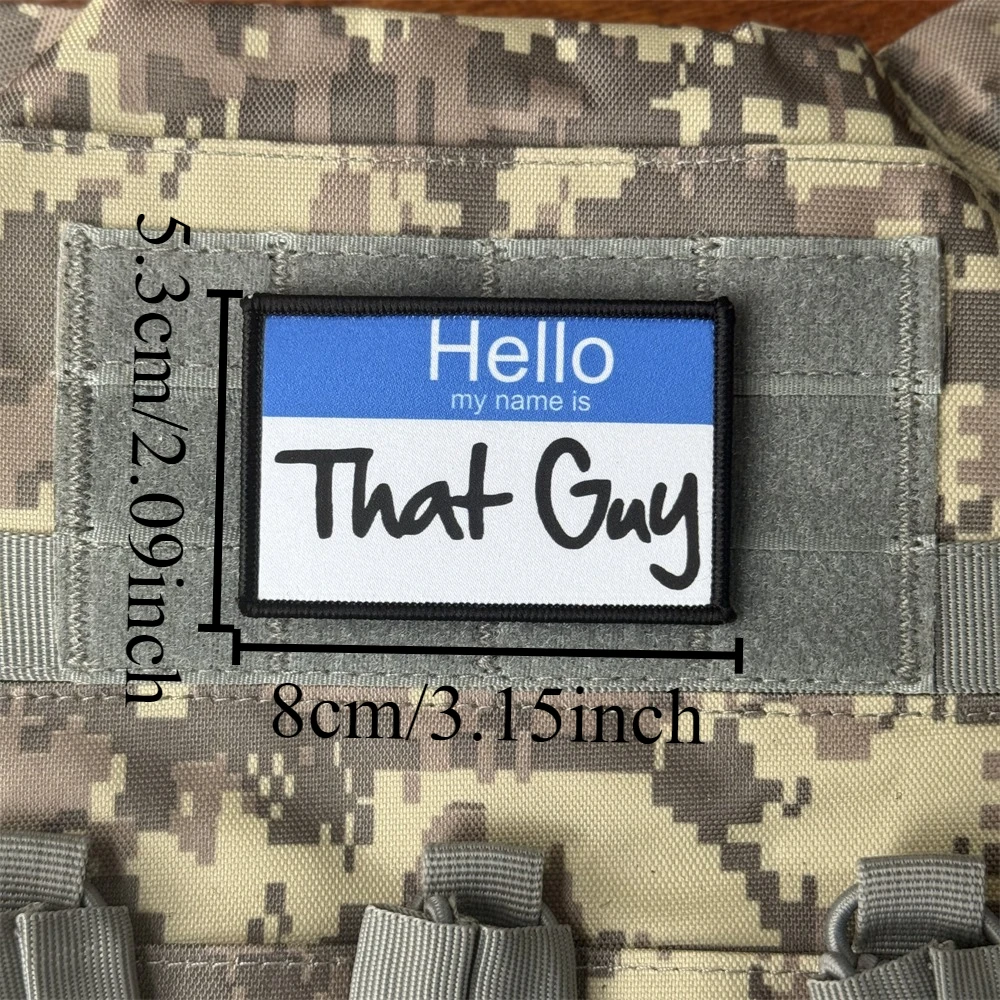 Hello
my name is
That Guy
5.3cm/2.09inch
8cm/3.15inch